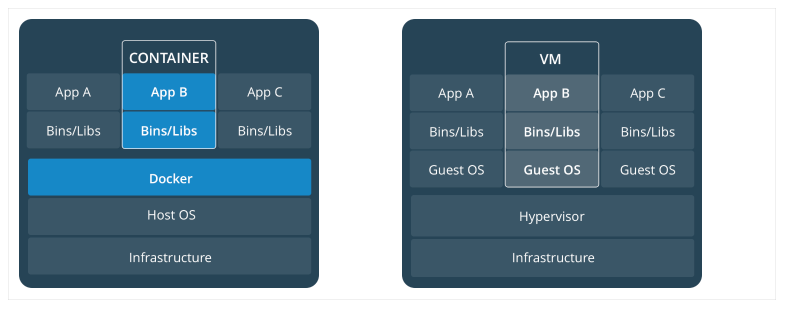 CONTAINER
App A App B App C
Bins/Libs Bins/Libs Bins/Libs
Docker
Host OS
Infrastructure
VM
App A App B App C
Bins/Libs Bins/Libs Bins/Libs
Guest OS Guest OS Guest OS
Hypervisor
Infrastructure